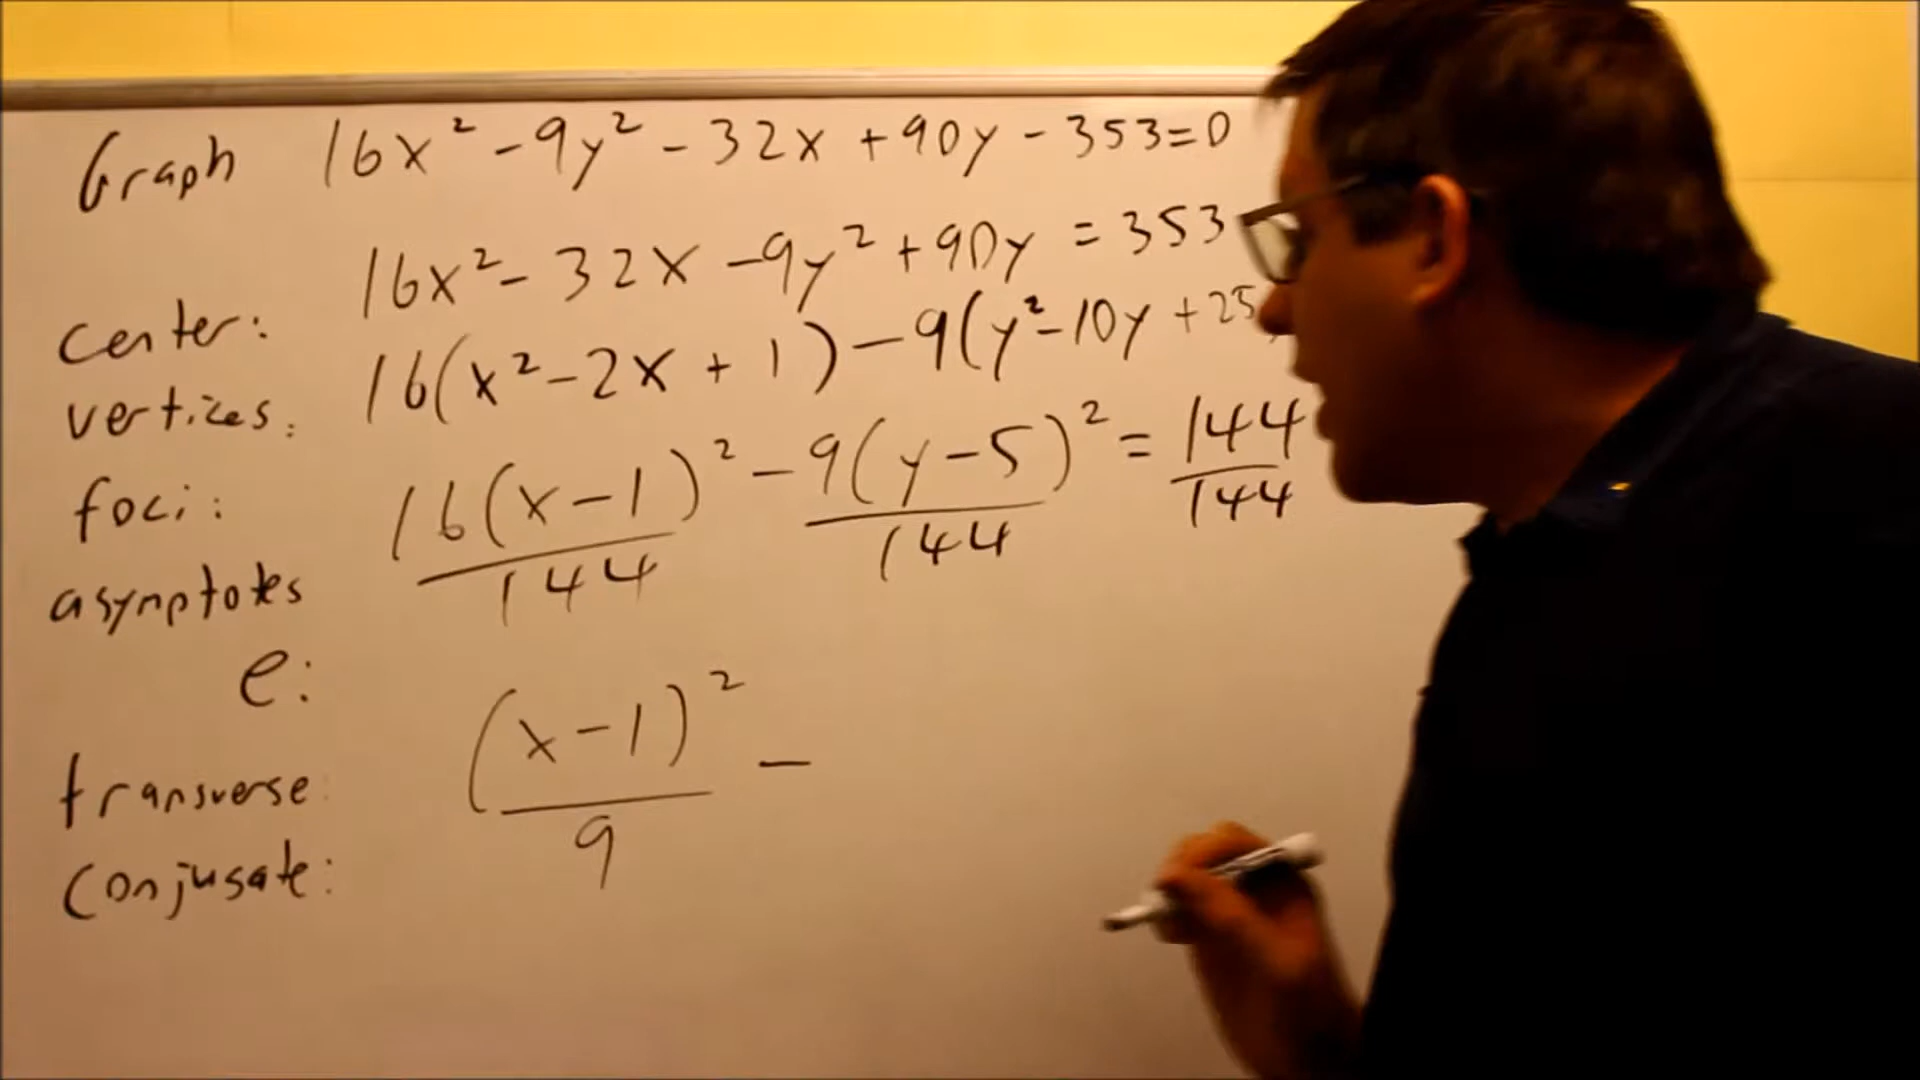 Graph 16x² - 9y² - 32x + 90y - 353 = 0
16x² - 32x - 9y² + 90y = 353
center:
16(x² - 2x + 1) - 9(y² - 10y + 25
vertices:
16(x-1)² - 9(y-5)² = 144
foci:
144 144 144
asymptotes
e:
(x-1)² -
9
transverse:
conjugate: